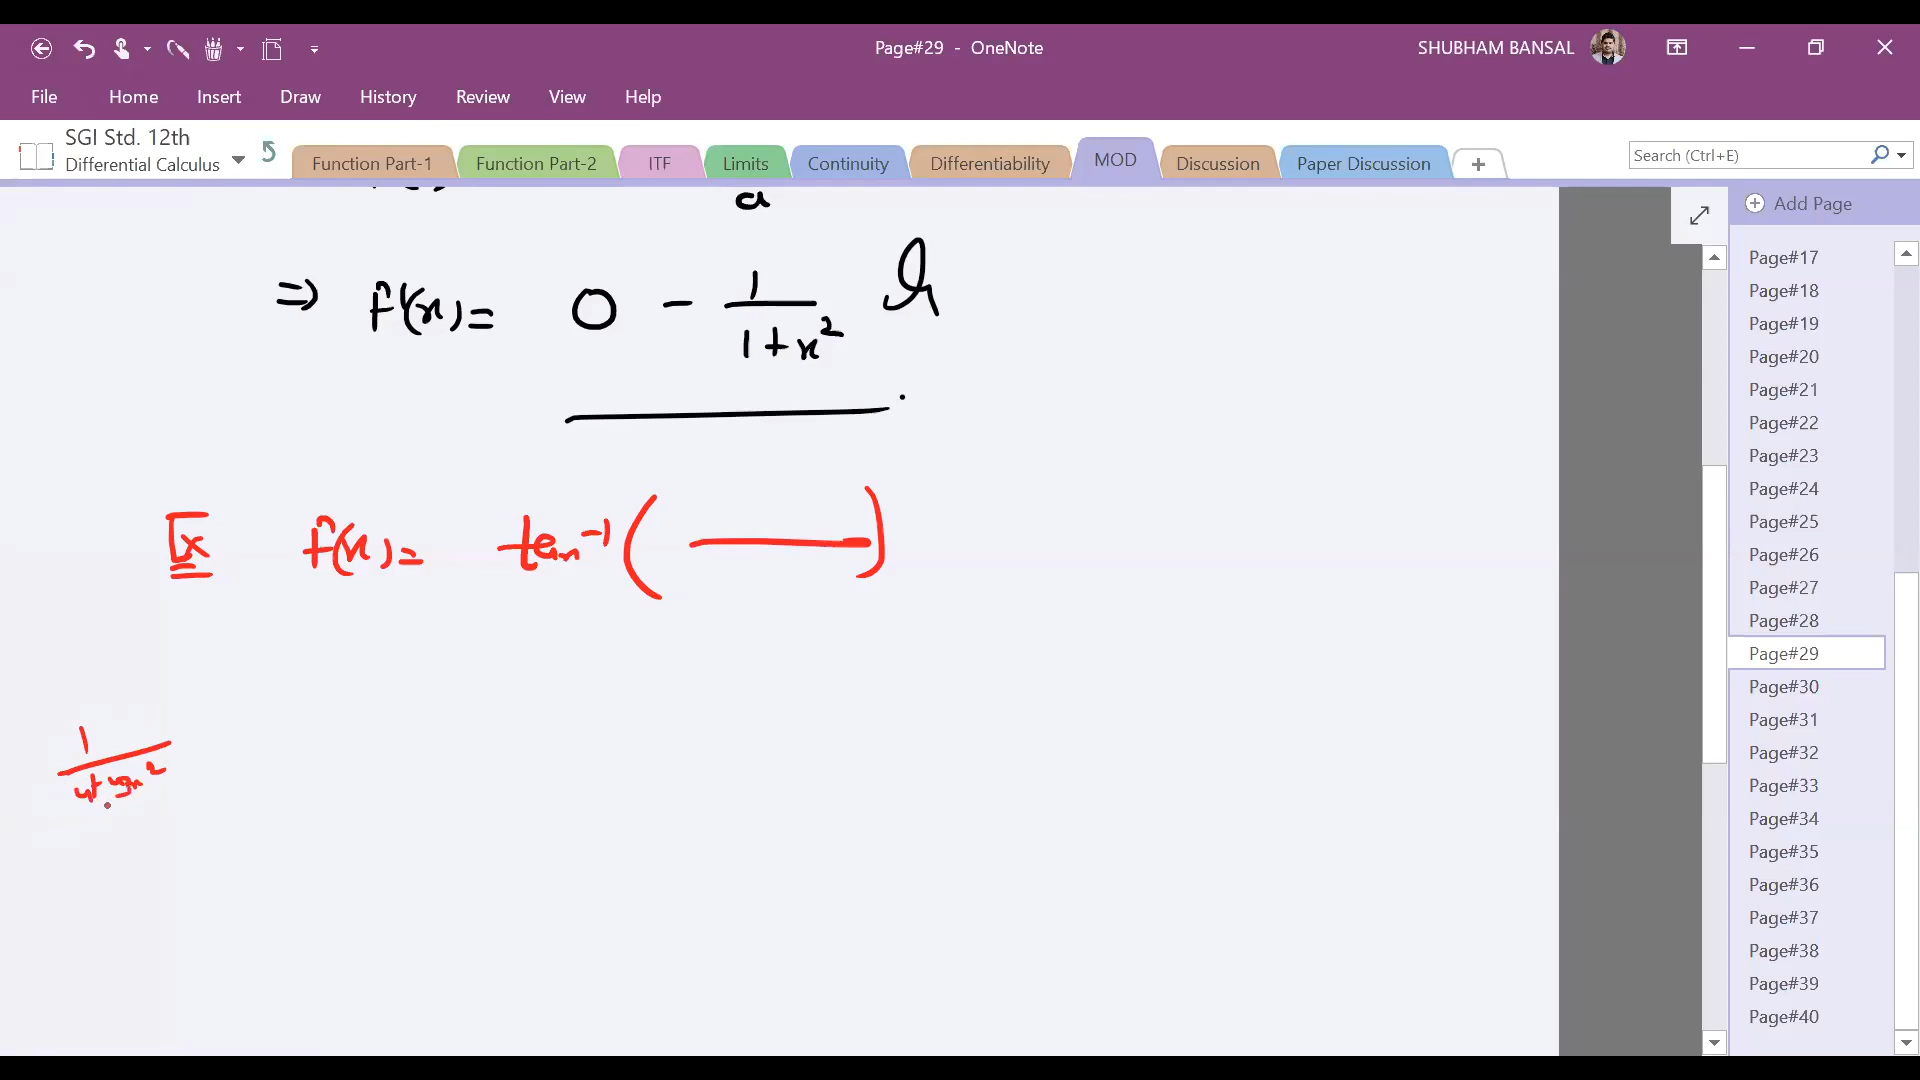 Page#29 - OneNote
SHUBHAM BANSAL
File Home Insert Draw History Review View Help
SGI Std. 12th
Differential Calculus
Function Part-1 Function Part-2 ITF Limits Continuity Differentiability MOD Discussion Paper Discussion +
Search (Ctrl+E)
Add Page
a
⇒ f'(x) = 0 - 1/(1+x²)
Ex f(x) = tan⁻¹( )
Page#17
Page#18
Page#19
Page#20
Page#21
Page#22
Page#23
Page#24
Page#25
Page#26
Page#27
Page#28
Page#29
Page#30
Page#31
Page#32
Page#33
Page#34
Page#35
Page#36
Page#37
Page#38
Page#39
Page#40